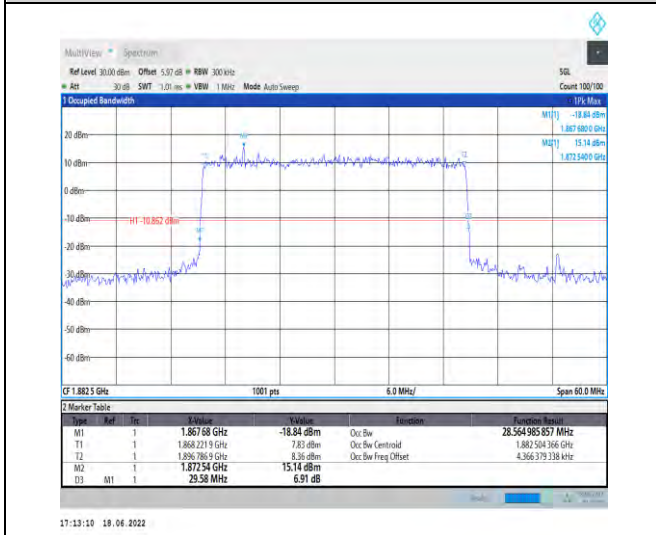 MultiView Spectrum
Ref Level 30.00 dBm Offset 5.97 dB RBW 300 kHz SGL
Att 30 dB SWT 1.01 ms VBW 1 MHz Mode Auto Sweep Count 100/100
1 Occupied Bandwidth 1Pk Max
M1[1] -18.84 dBm
1.867 680 0 GHz
M2[1] 15.14 dBm
1.872 540 0 GHz
20 dBm
10 dBm
0 dBm
-10 dBm
H1 -10.862 dBm
-20 dBm
-30 dBm
-40 dBm
-50 dBm
-60 dBm
M1
T2
CF 1.882 5 GHz 1001 pts 6.0 MHz/ Span 60.0 MHz
2 Marker Table
Type Ref Trc X-Value Y-Value Function Function Result
M1 1 1.867 68 GHz -18.84 dBm Occ Bw 28.564 985 857 MHz
T1 1 1.868 221 9 GHz 7.83 dBm Occ Bw Centroid 1.882 504 366 GHz
T2 1 1.896 786 9 GHz 8.36 dBm Occ Bw Freq Offset 4.366 379 338 kHz
M2 1 1.872 54 GHz 15.14 dBm
D3 M1 1 29.58 MHz 6.91 dB
17:13:10 18.06.2022